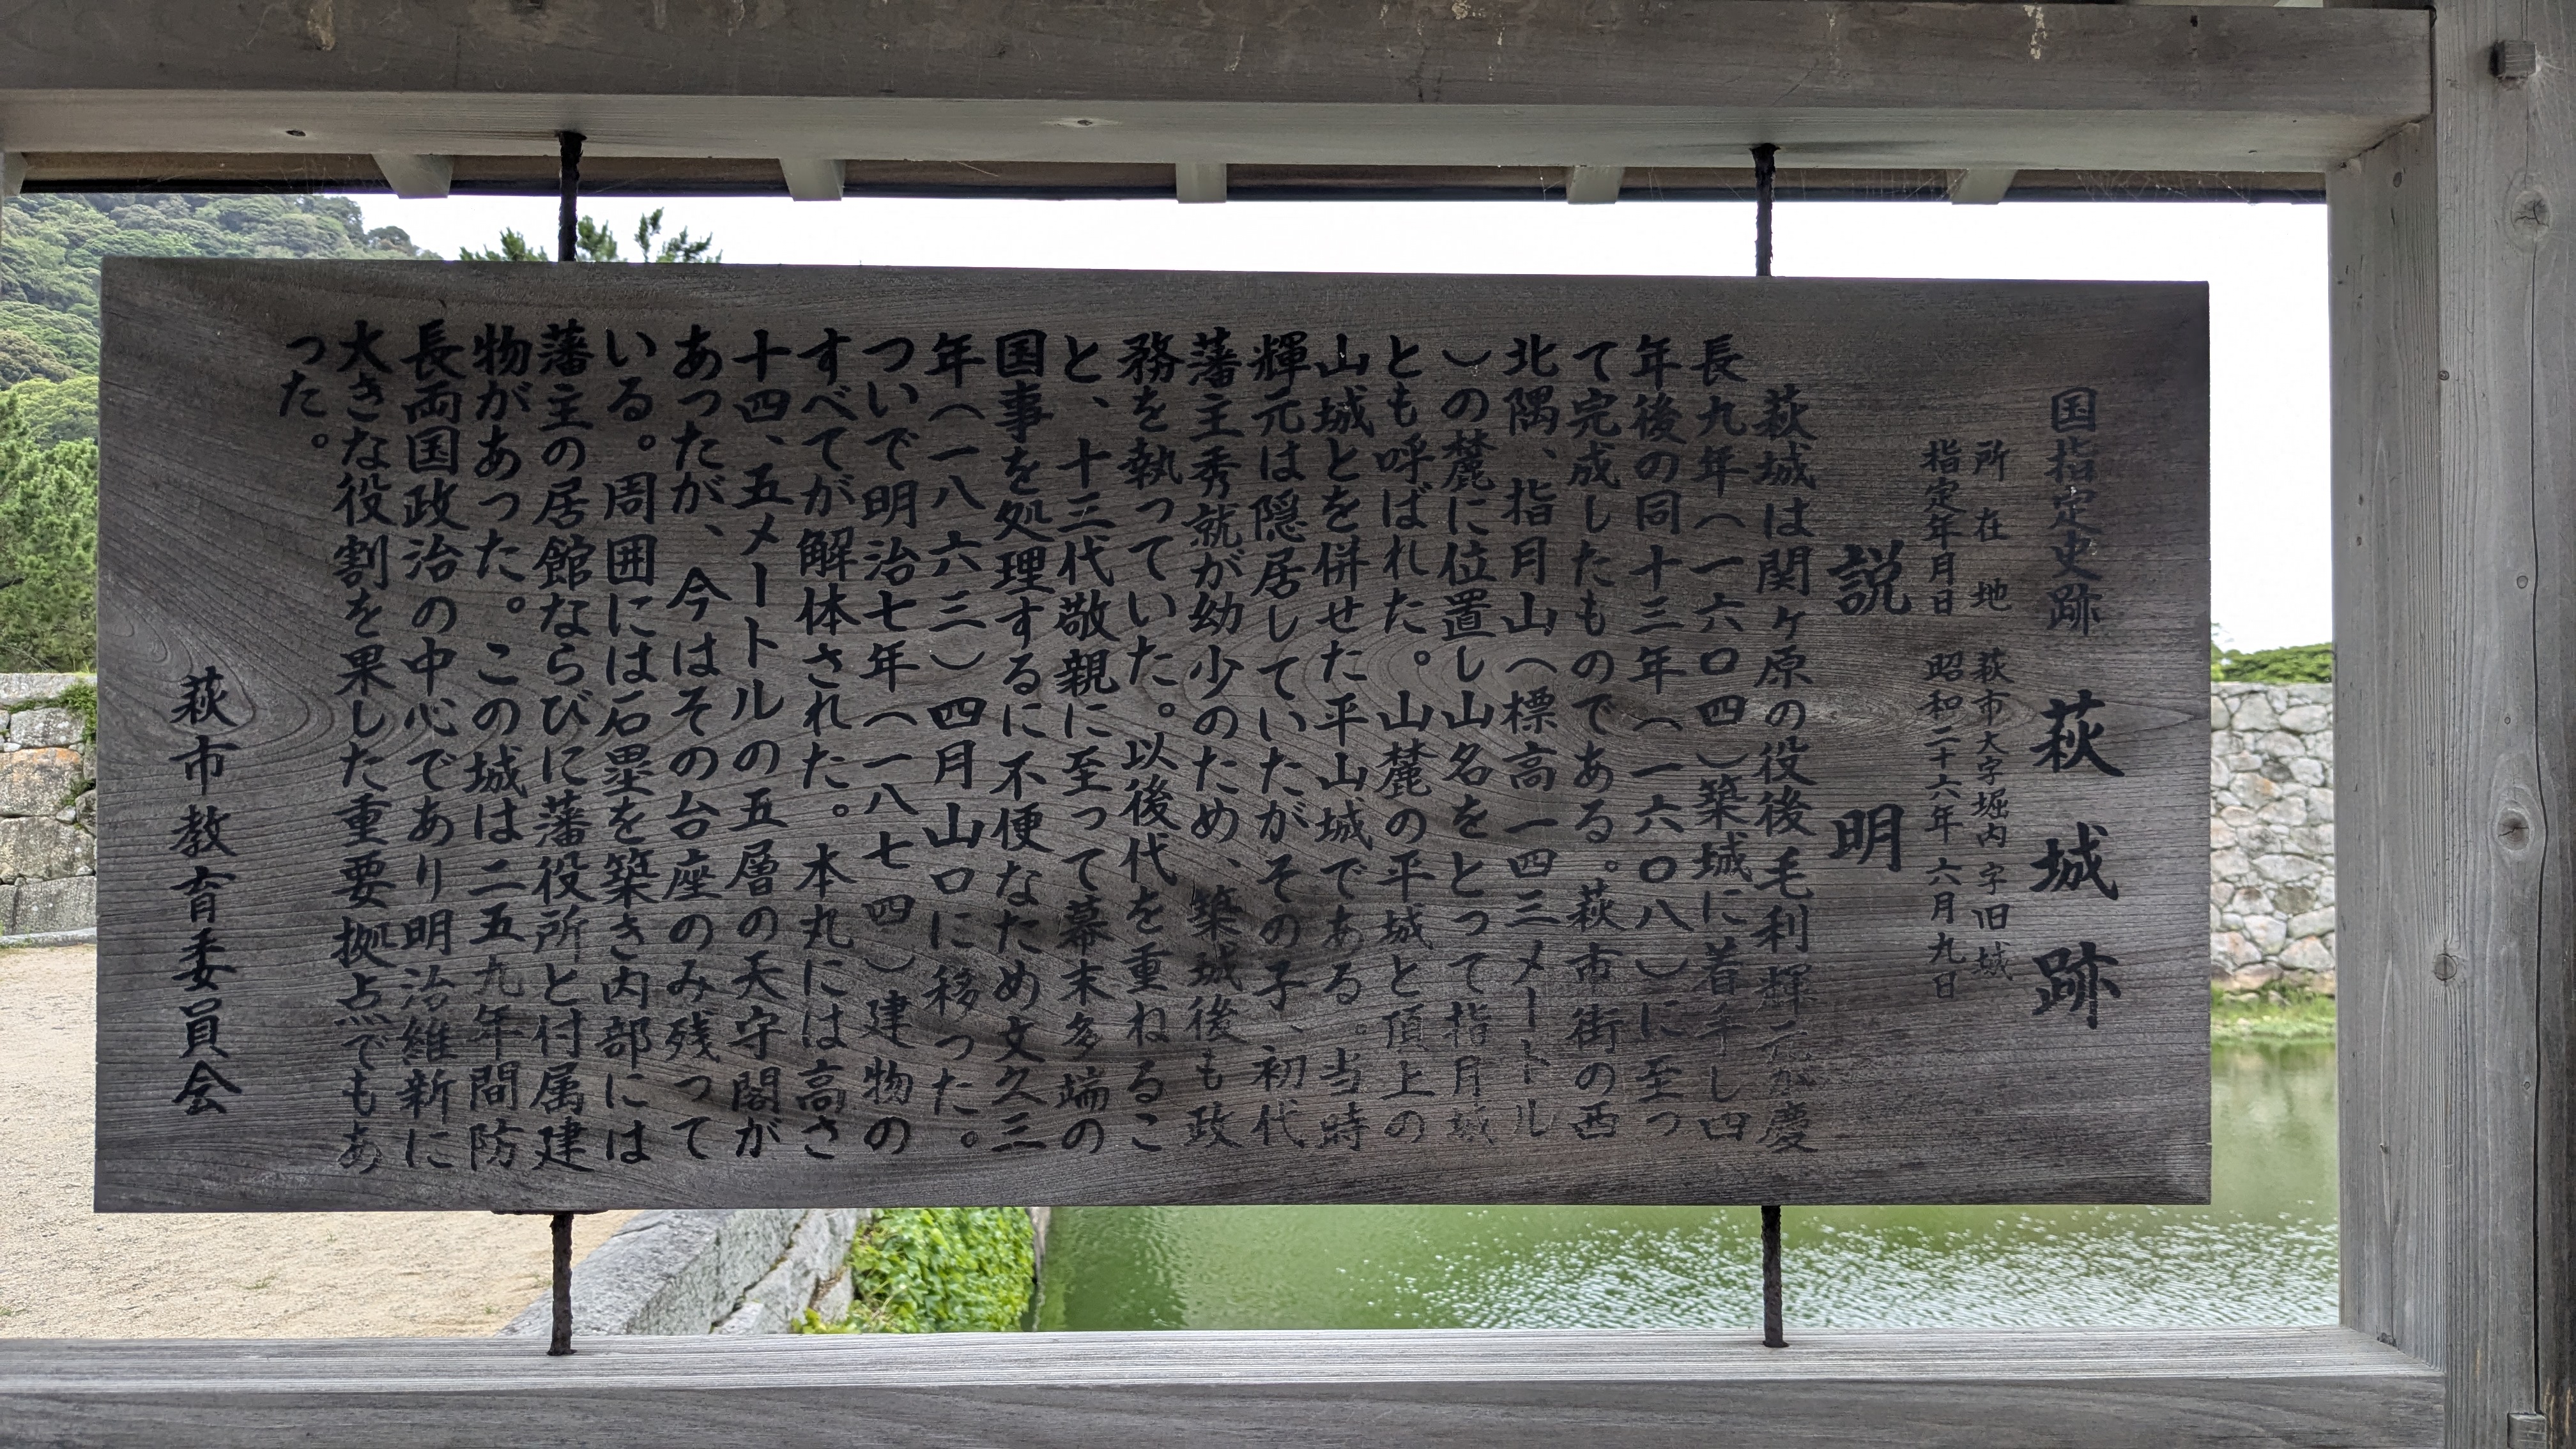 国指定史跡 萩城跡
所在地 萩市大字堀内字旧城
指定年月日 昭和二十六年六月九日
説明
萩城は関ヶ原の役後毛利輝元が慶
長九年(一六〇四)築城に着手し四
年後の同十三年(一六〇八)に至っ
て完成したものである。萩市街の西
北隅、指月山(標高一四三メートル
)の麓に位置し山名をとって指月城
とも呼ばれた。山麓の平城と頂上の
山城とを併せた平山城である。当時
輝元は隠居していたがその子、初代
藩主秀就が幼少のため、築城後も政
務を執っていた。以後代を重ねるこ
と、十三代敬親に至って幕末多端の
国事を処理するに不便なため文久三
年(一八六三)四月山口に移った。
ついで明治七年(一八七四)建物の
すべてが解体された。本丸には高さ
十四、五メートルの五層の天守閣が
あったが、今はその台座のみ残って
いる。周囲には石塁を築き内部には
藩主の居館ならびに藩役所と付属建
物があった。この城は二五九年間防
長両国政治の中心であり明治維新に
大きな役割を果した重要拠点でもあ
った。
萩市教育委員会